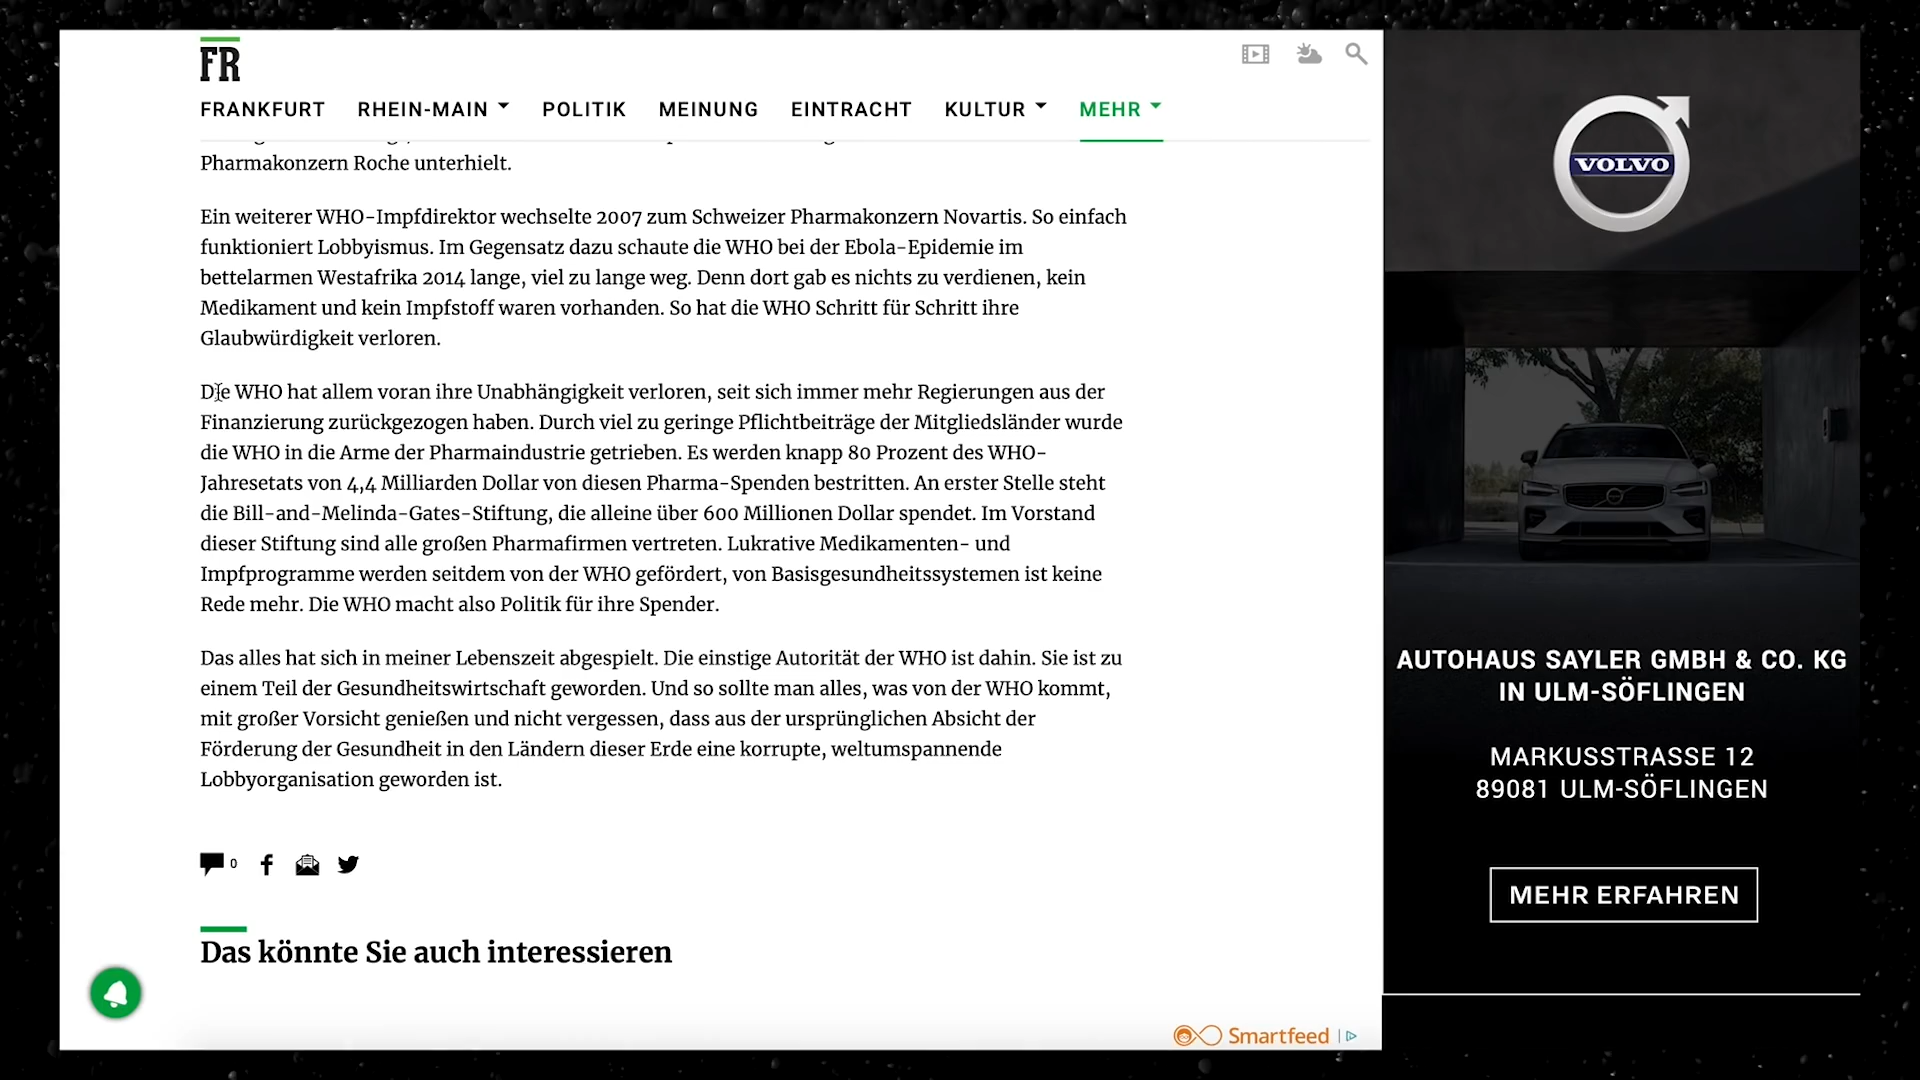 FR
FRANKFURT RHEIN-MAIN POLITIK MEINUNG EINTRACHT KULTUR MEHR
Pharmakonzern Roche unterhielt.
Ein weiterer WHO-Impfdirektor wechselte 2007 zum Schweizer Pharmakonzern Novartis. So einfach
funktioniert Lobbyismus. Im Gegensatz dazu schaute die WHO bei der Ebola-Epidemie im
bettelarmen Westafrika 2014 lange, viel zu lange weg. Denn dort gab es nichts zu verdienen, kein
Medikament und kein Impfstoff waren vorhanden. So hat die WHO Schritt für Schritt ihre
Glaubwürdigkeit verloren.
Die WHO hat allem voran ihre Unabhängigkeit verloren, seit sich immer mehr Regierungen aus der
Finanzierung zurückgezogen haben. Durch viel zu geringe Pflichtbeiträge der Mitgliedsländer wurde
die WHO in die Arme der Pharmaindustrie getrieben. Es werden knapp 80 Prozent des WHO-
Jahresetats von 4,4 Milliarden Dollar von diesen Pharma-Spenden bestritten. An erster Stelle steht
die Bill-and-Melinda-Gates-Stiftung, die alleine über 600 Millionen Dollar spendet. Im Vorstand
dieser Stiftung sind alle großen Pharmafirmen vertreten. Lukrative Medikamenten- und
Impfprogramme werden seitdem von der WHO gefördert, von Basisgesundheitssystemen ist keine
Rede mehr. Die WHO macht also Politik für ihre Spender.
Das alles hat sich in meiner Lebenszeit abgespielt. Die einstige Autorität der WHO ist dahin. Sie ist zu
einem Teil der Gesundheitswirtschaft geworden. Und so sollte man alles, was von der WHO kommt,
mit großer Vorsicht genießen und nicht vergessen, dass aus der ursprünglichen Absicht der
Förderung der Gesundheit in den Ländern dieser Erde eine korrupte, weltumspannende
Lobbyorganisation geworden ist.
0
Das könnte Sie auch interessieren
Smartfeed
VOLVO
AUTOHAUS SAYLER GMBH & CO. KG
IN ULM-SÖFLINGEN
MARKUSSTRASSE 12
89081 ULM-SÖFLINGEN
MEHR ERFAHREN